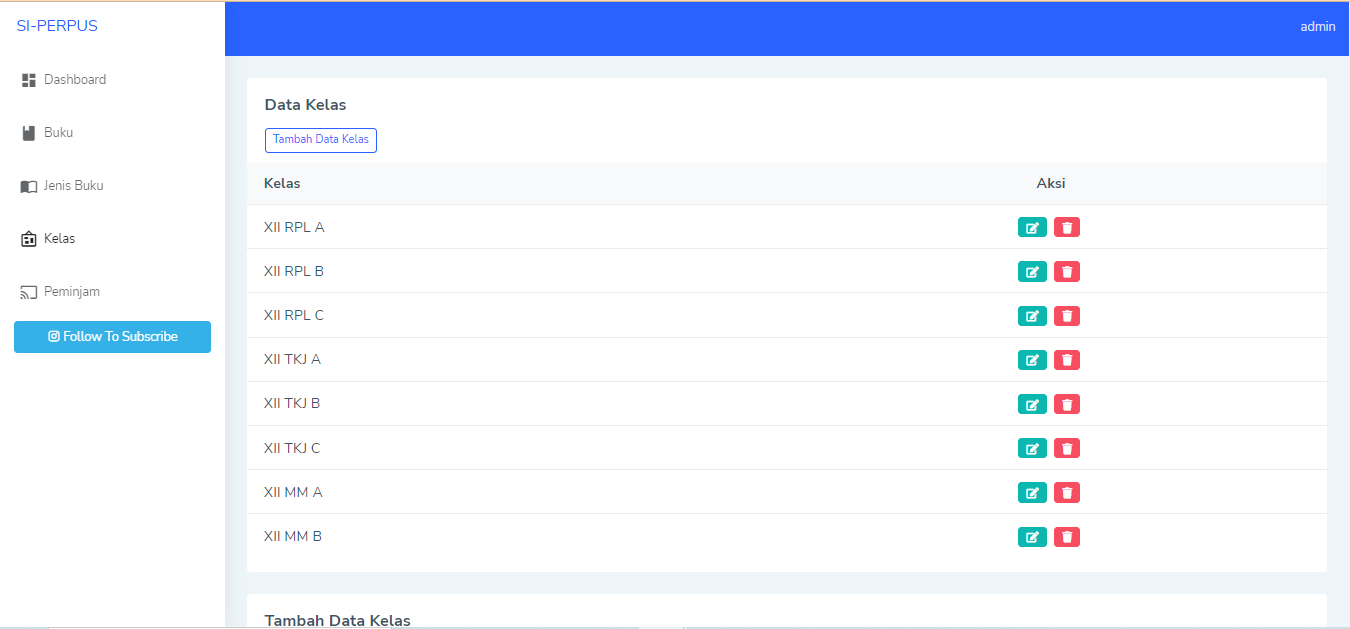 SI-PERPUS
admin
Dashboard
Buku
Jenis Buku
Kelas
Peminjam
Follow To Subscribe
Data Kelas
Tambah Data Kelas
Kelas Aksi
XII RPL A
XII RPL B
XII RPL C
XII TKJ A
XII TKJ B
XII TKJ C
XII MM A
XII MM B
Tambah Data Kelas